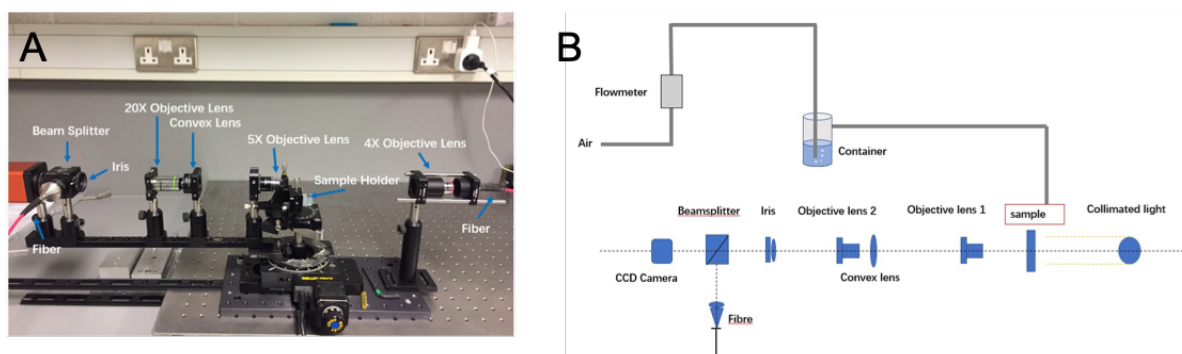 A
20X Objective Lens
Convex Lens
Beam Splitter
5X Objective Lens
4X Objective Lens
Iris
Sample Holder
Fiber
Fiber
B
Flowmeter
Air
Container
Beamsplitter
Iris
Objective lens 2
Objective lens 1
sample
Collimated light
CCD Camera
Convex lens
Fibre